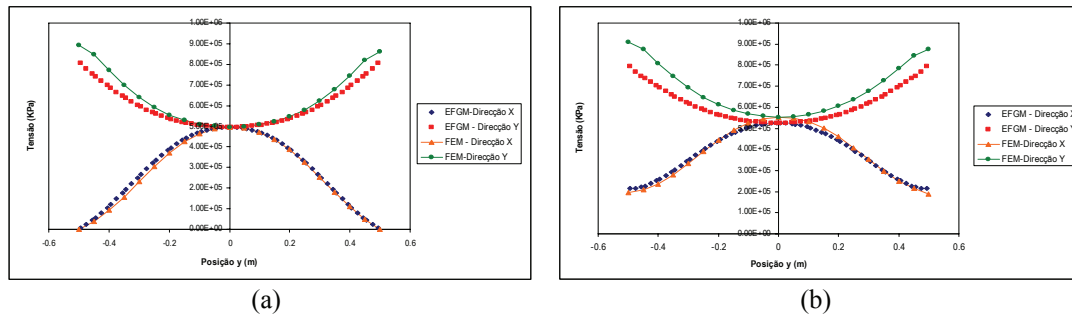 1.00E+06
9.00E+05
8.00E+05
7.00E+05
6.00E+05
5.00E+05
4.00E+05
3.00E+05
2.00E+05
1.00E+05
0.00E+00
-0.6 -0.4 -0.2 0 0.2 0.4 0.6
Posição y (m)
Tensão (KPa)
EFGM-Direcção X
EFGM - Direcção Y
FEM - Direcção X
FEM-Direcção Y
(a)
1.00E+06
9.00E+05
8.00E+05
7.00E+05
6.00E+05
5.00E+05
4.00E+05
3.00E+05
2.00E+05
1.00E+05
0.00E+00
-0.6 -0.4 -0.2 0 0.2 0.4 0.6
Posição y (m)
Tensão (KPa)
EFGM - Direcção X
EFGM - Direcção Y
FEM - Direcção X
FEM-Direcção Y
(b)